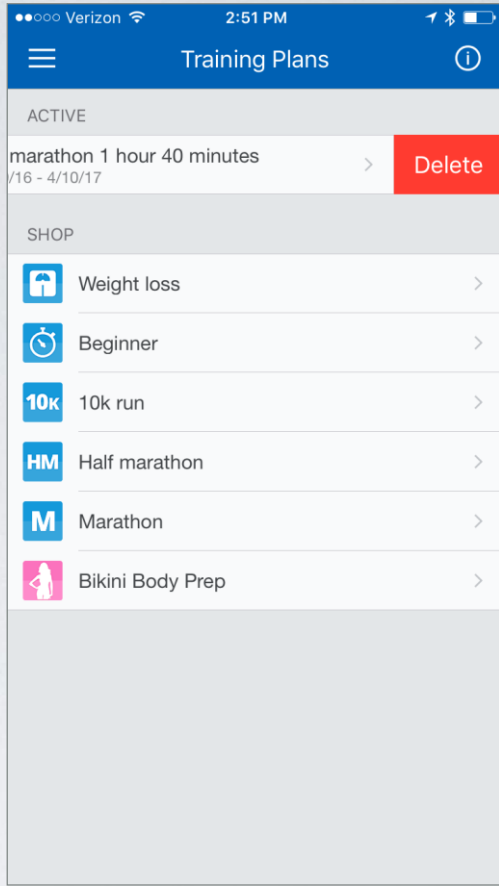 Verizon 2:51 PM
Training Plans
ACTIVE
marathon 1 hour 40 minutes
/16 - 4/10/17
Delete
SHOP
Weight loss
Beginner
10K 10k run
HM Half marathon
M Marathon
Bikini Body Prep